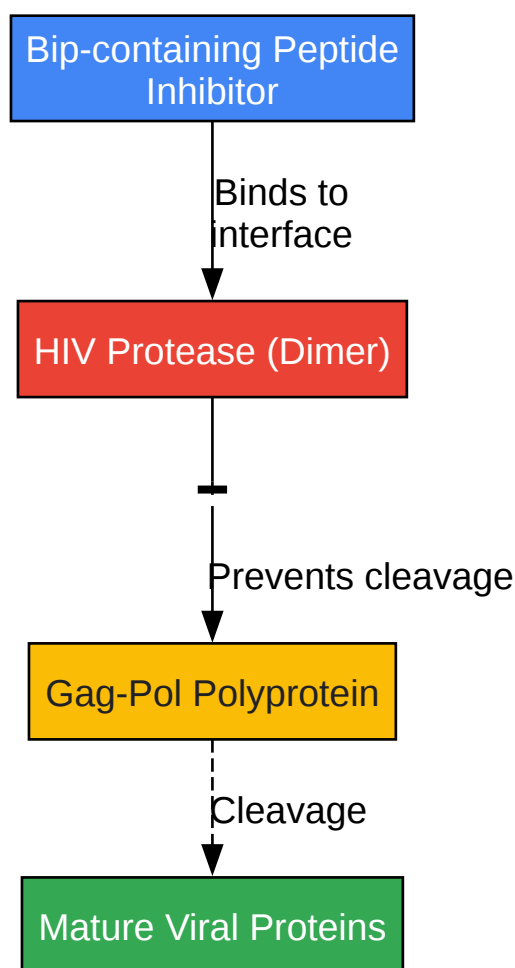 Bip-containing Peptide
Inhibitor
Binds to
interface
HIV Protease (Dimer)
Prevents cleavage
Gag-Pol Polyprotein
Cleavage
Mature Viral Proteins